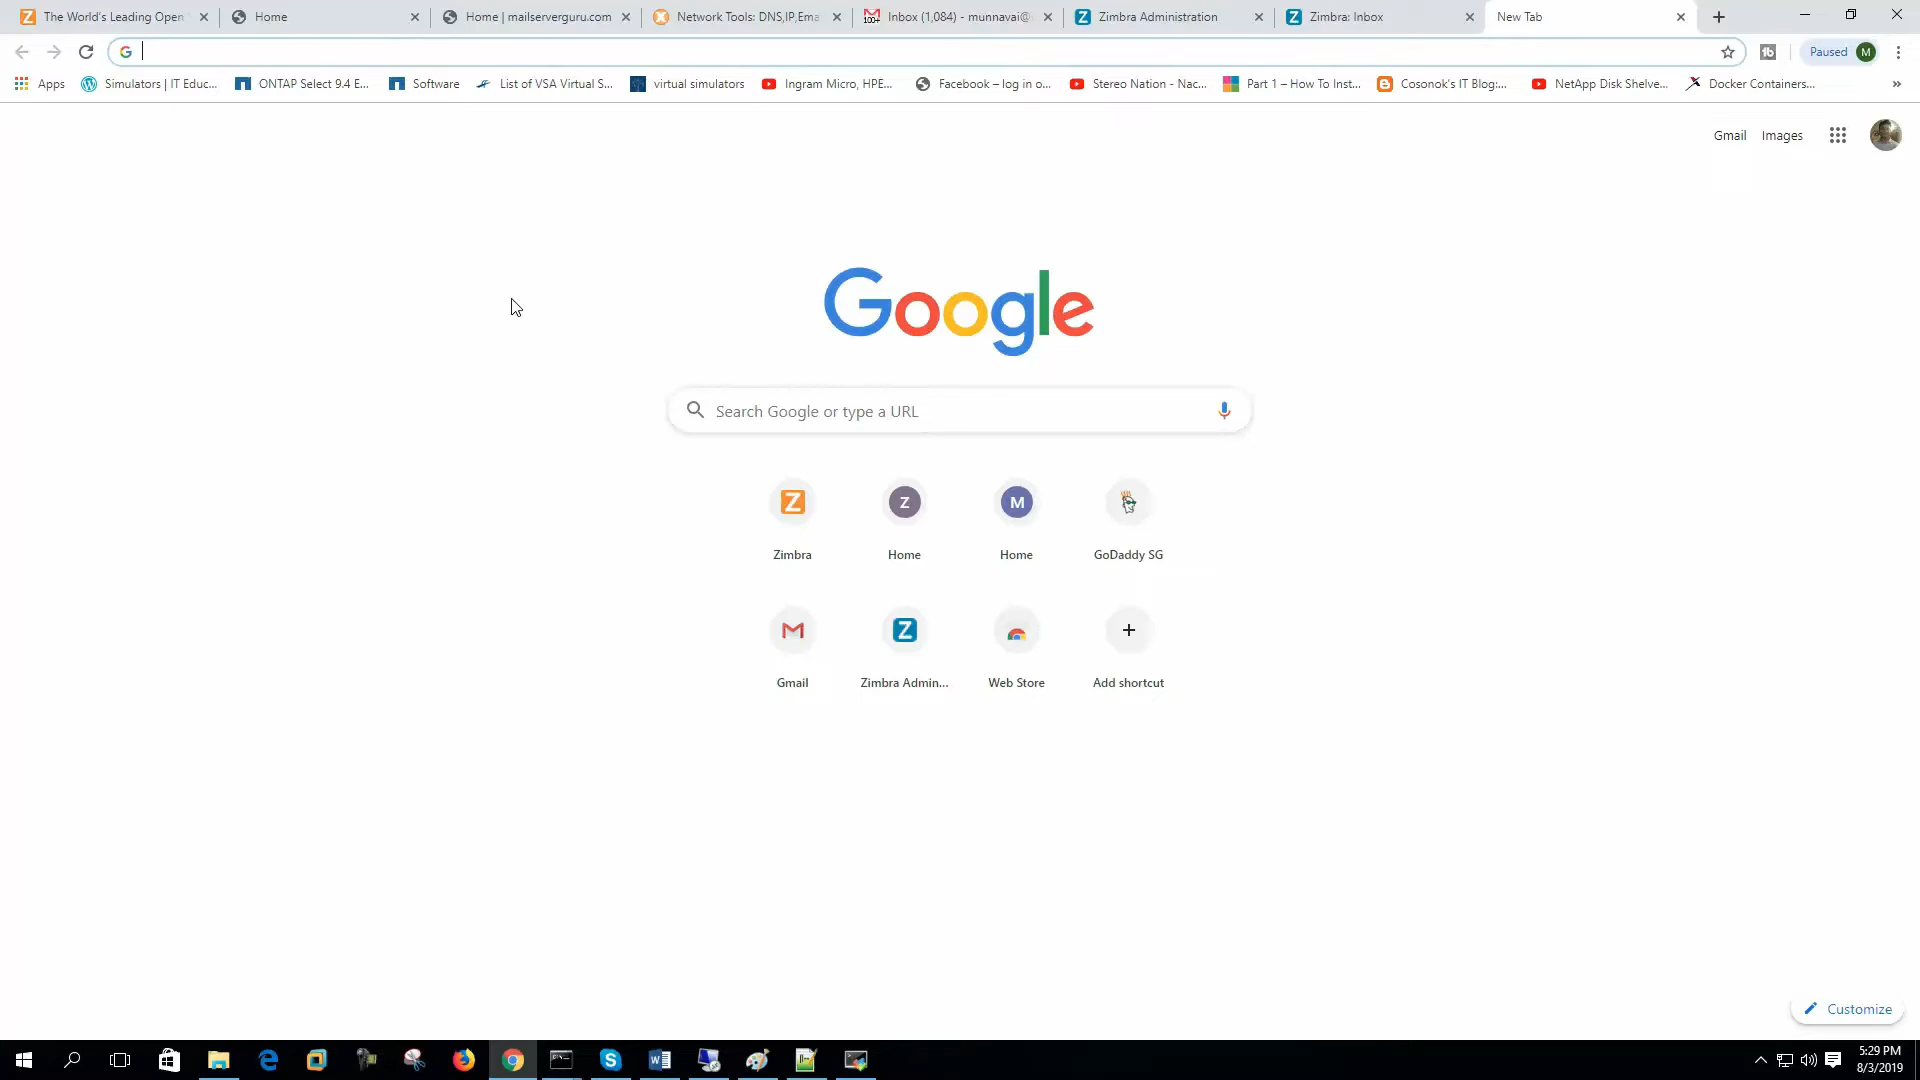 The World's Leading Open
Home
Home | mailserverguru.com
Network Tools: DNS,IP,Ema
Inbox (1,084) - munnavai@
Zimbra Administration
Zimbra: Inbox
New Tab
Paused M
Apps
Simulators | IT Educ...
ONTAP Select 9.4 E...
Software
List of VSA Virtual S...
virtual simulators
Ingram Micro, HPE...
Facebook – log in o...
Stereo Nation - Nac...
Part 1 – How To Inst...
Cosonok's IT Blog:...
NetApp Disk Shelve...
Docker Containers...
»
Gmail Images
Google
Search Google or type a URL
Z Z M
Zimbra Home Home GoDaddy SG
Z
Gmail Zimbra Admin... Web Store Add shortcut
Customize
5:29 PM
8/3/2019